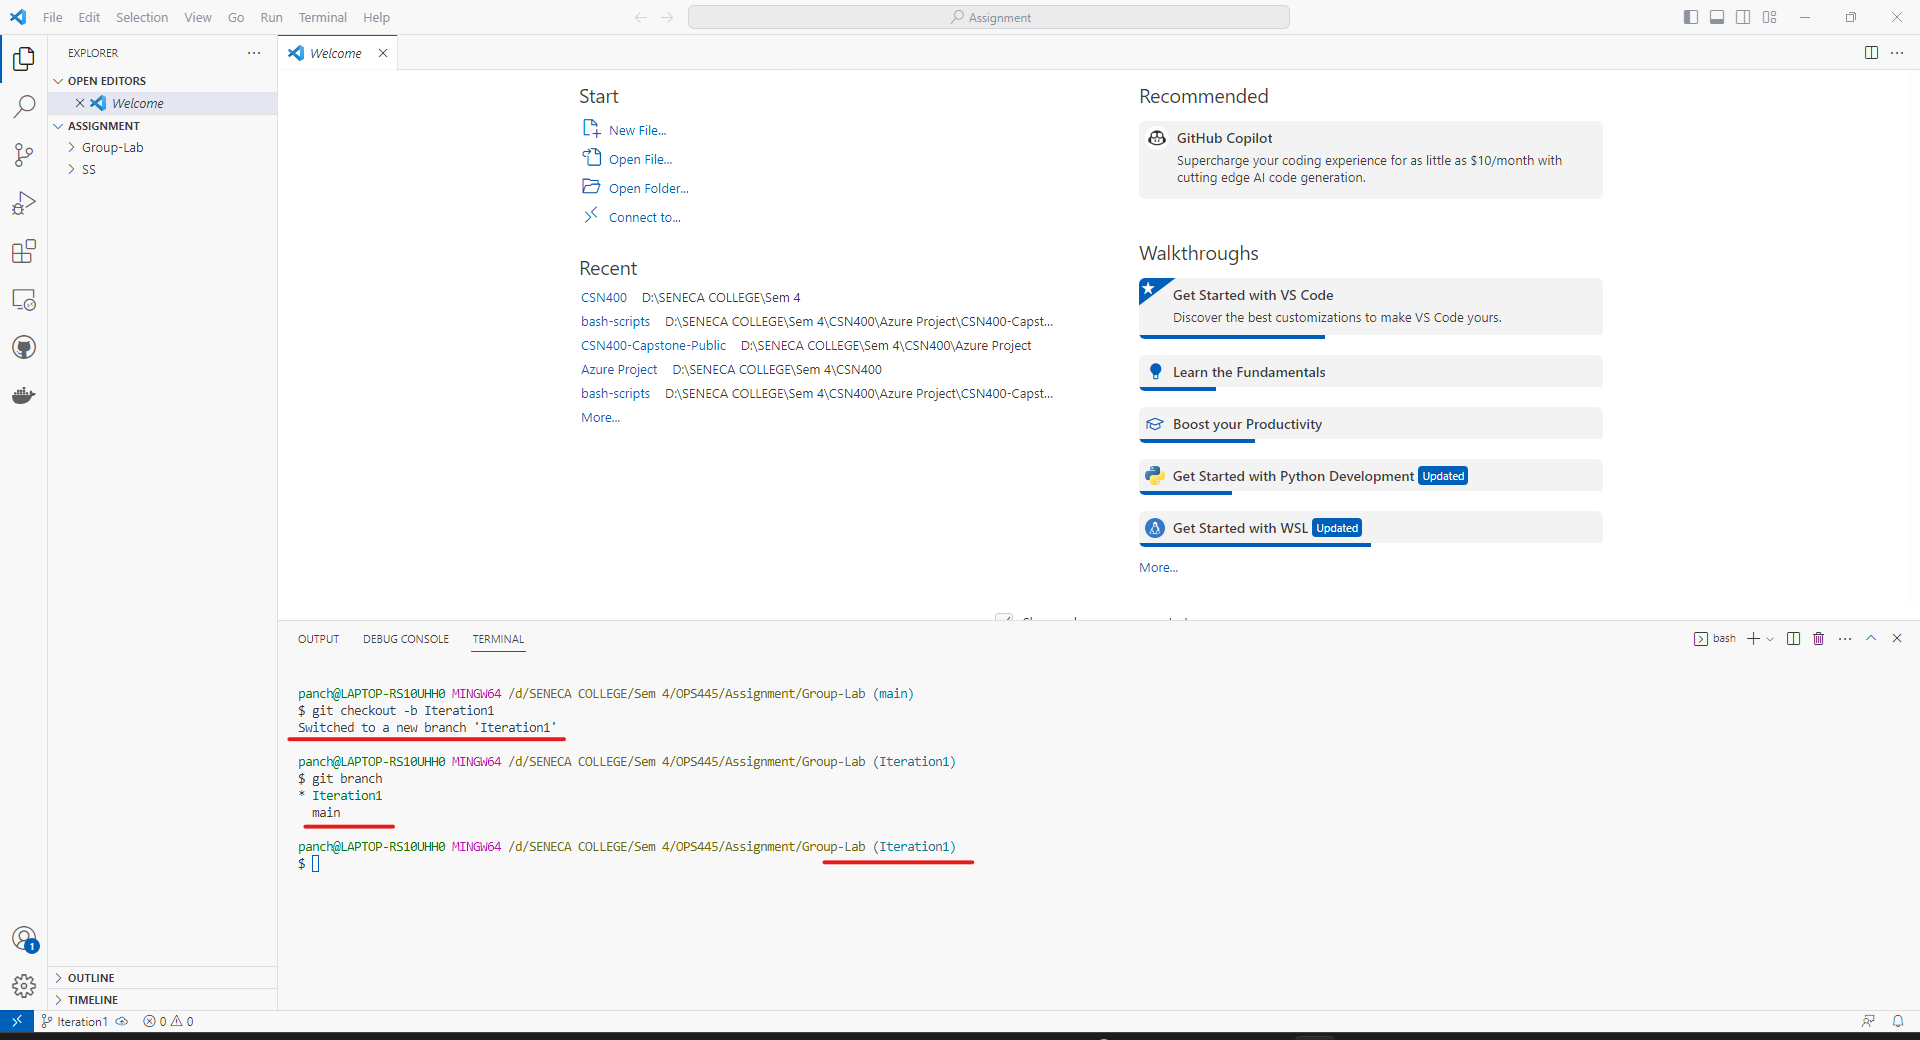 File Edit Selection View Go Run Terminal Help
Assignment
EXPLORER
OPEN EDITORS
Welcome
ASSIGNMENT
Group-Lab
SS
OUTLINE
TIMELINE
Welcome
Start
New File...
Open File...
Open Folder...
Connect to...
Recent
CSN400 D:\SENECA COLLEGE\Sem 4
bash-scripts D:\SENECA COLLEGE\Sem 4\CSN400\Azure Project\CSN400-Capst...
CSN400-Capstone-Public D:\SENECA COLLEGE\Sem 4\CSN400\Azure Project
Azure Project D:\SENECA COLLEGE\Sem 4\CSN400
bash-scripts D:\SENECA COLLEGE\Sem 4\CSN400\Azure Project\CSN400-Capst...
More...
Recommended
GitHub Copilot
Supercharge your coding experience for as little as $10/month with
cutting edge AI code generation.
Walkthroughs
Get Started with VS Code
Discover the best customizations to make VS Code yours.
Learn the Fundamentals
Boost your Productivity
Get Started with Python Development Updated
Get Started with WSL Updated
More...
OUTPUT DEBUG CONSOLE TERMINAL
bash
panch@LAPTOP-RS10UHH0 MINGW64 /d/SENECA COLLEGE/Sem 4/OPS445/Assignment/Group-Lab (main)
$ git checkout -b Iteration1
Switched to a new branch 'Iteration1'
panch@LAPTOP-RS10UHH0 MINGW64 /d/SENECA COLLEGE/Sem 4/OPS445/Assignment/Group-Lab (Iteration1)
$ git branch
* Iteration1
main
panch@LAPTOP-RS10UHH0 MINGW64 /d/SENECA COLLEGE/Sem 4/OPS445/Assignment/Group-Lab (Iteration1)
$
1
Iteration1 0 0